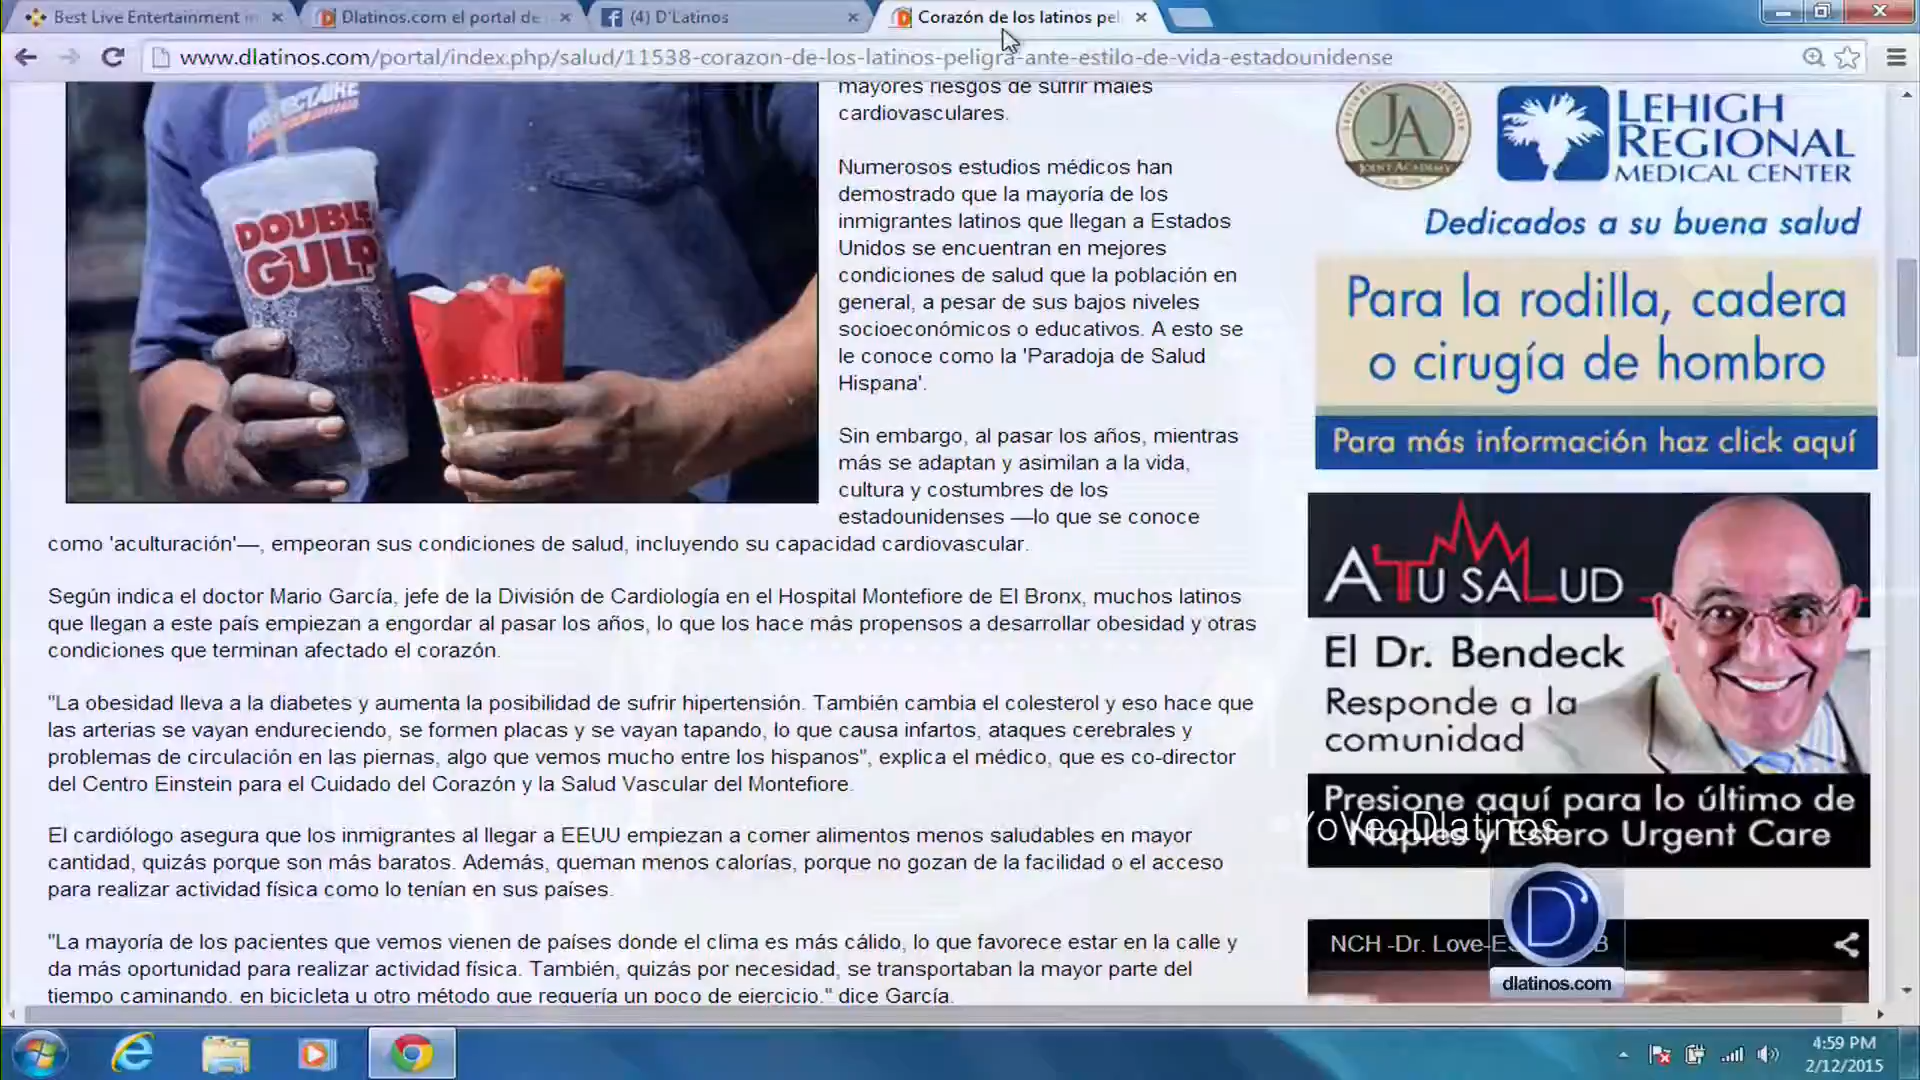 Best Live Entertainment
Dlatinos.com el portal de
(4) D'Latinos
Corazón de los latinos pel
www.dlatinos.com/portal/index.php/salud/11538-corazon-de-los-latinos-peligra-ante-estilo-de-vida-estadounidense
DOUBLE
GULP
mayores riesgos de sufrir males
cardiovasculares.
Numerosos estudios médicos han
demostrado que la mayoría de los
inmigrantes latinos que llegan a Estados
Unidos se encuentran en mejores
condiciones de salud que la población en
general, a pesar de sus bajos niveles
socioeconómicos o educativos. A esto se
le conoce como la 'Paradoja de Salud
Hispana'.
Sin embargo, al pasar los años, mientras
más se adaptan y asimilan a la vida,
cultura y costumbres de los
estadounidenses —lo que se conoce
como 'aculturación'—, empeoran sus condiciones de salud, incluyendo su capacidad cardiovascular.
Según indica el doctor Mario García, jefe de la División de Cardiología en el Hospital Montefiore de El Bronx, muchos latinos
que llegan a este país empiezan a engordar al pasar los años, lo que los hace más propensos a desarrollar obesidad y otras
condiciones que terminan afectado el corazón.
"La obesidad lleva a la diabetes y aumenta la posibilidad de sufrir hipertensión. También cambia el colesterol y eso hace que
las arterias se vayan endureciendo, se formen placas y se vayan tapando, lo que causa infartos, ataques cerebrales y
problemas de circulación en las piernas, algo que vemos mucho entre los hispanos", explica el médico, que es co-director
del Centro Einstein para el Cuidado del Corazón y la Salud Vascular del Montefiore.
El cardiólogo asegura que los inmigrantes al llegar a EEUU empiezan a comer alimentos menos saludables en mayor
cantidad, quizás porque son más baratos. Además, queman menos calorías, porque no gozan de la facilidad o el acceso
para realizar actividad física como lo tenían en sus países.
"La mayoría de los pacientes que vemos vienen de países donde el clima es más cálido, lo que favorece estar en la calle y
da más oportunidad para realizar actividad física. También, quizás por necesidad, se transportaban la mayor parte del
tiempo caminando, en bicicleta u otro método que requería un poco de ejercicio," dice García.
JA
JOINT ACADEMY
LEHIGH
REGIONAL
MEDICAL CENTER
Dedicados a su buena salud
Para la rodilla, cadera
o cirugía de hombro
Para más información haz click aquí
A TU SALUD
El Dr. Bendeck
Responde a la
comunidad
Presione aquí para lo último de
Naples y Estero Urgent Care
YoVeoDlatinos
NCH -Dr. Love-
D'
dlatinos.com
4:59 PM
2/12/2015